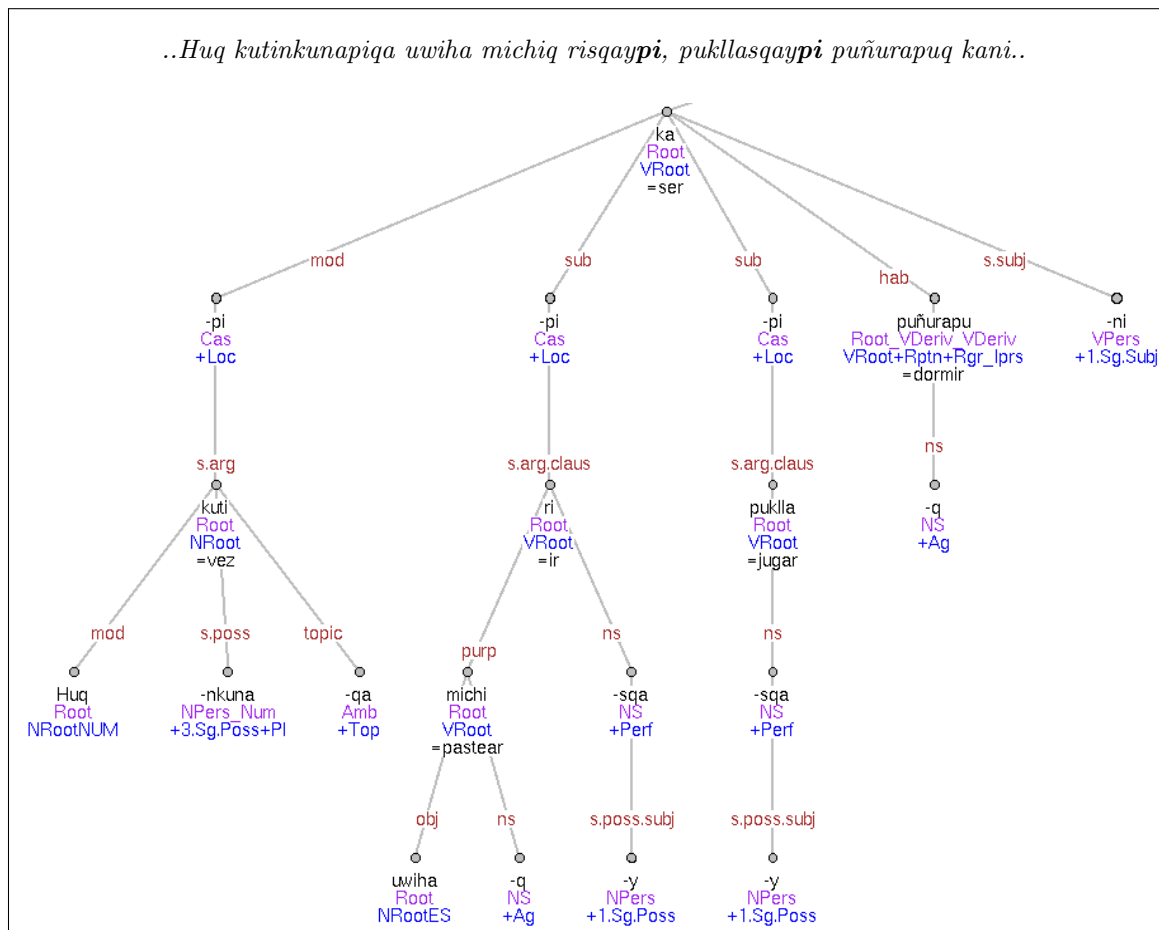 ..Huq kutinkunapiqa uwiha michiq risqaypi, pukllasqaypi puñurapuq kani..
ka
Root
VRoot
=ser
mod
sub
sub
hab
s.subj
-pi
Cas
+Loc
-pi
Cas
+Loc
-pi
Cas
+Loc
puñurapu
Root_VDeriv_VDeriv
VRoot+Rptn+Rgr_Iprs
=dormir
-ni
VPers
+1.Sg.Subj
s.arg
s.arg.claus
s.arg.claus
ns
kuti
Root
NRoot
=vez
ri
Root
VRoot
=ir
puklla
Root
VRoot
=jugar
-q
NS
+Ag
mod
s.poss
topic
purp
ns
ns
Huq
Root
NRootNUM
-nkuna
NPers_Num
+3.Sg.Poss+Pl
-qa
Amb
+Top
michi
Root
VRoot
=pastear
-sqa
NS
+Perf
-sqa
NS
+Perf
obj
ns
s.poss.subj
s.poss.subj
uwiha
Root
NRootES
-q
NS
+Ag
-y
NPers
+1.Sg.Poss
-y
NPers
+1.Sg.Poss